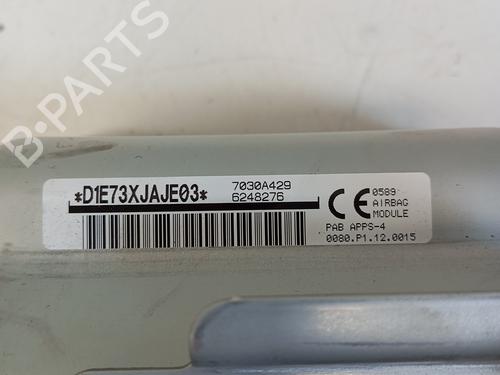 B-PARTS
*D1E73XJAJE03*
7030A429
6248276
CE 0589
AIRBAG
MODULE
PAB APPS-4
0080.P1.12.0015